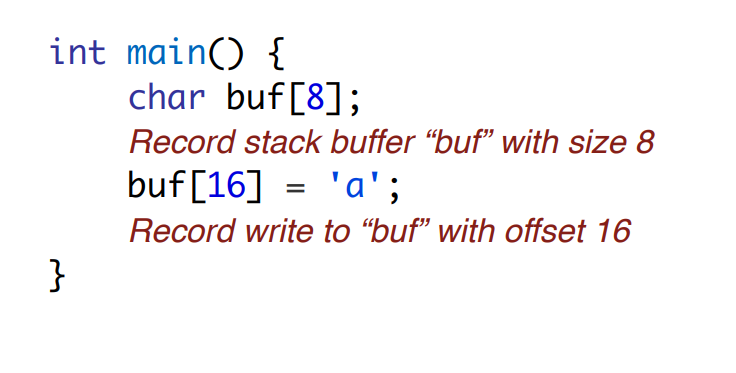 int main() {
char buf[8];
Record stack buffer “buf” with size 8
buf[16] = 'a';
Record write to “buf” with offset 16
}